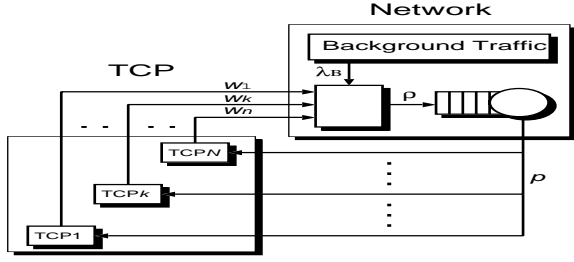 Network
Background Traffic
TCP
λB
w1
wk
wn
ρ
TCPN
TCPk
TCP1
p